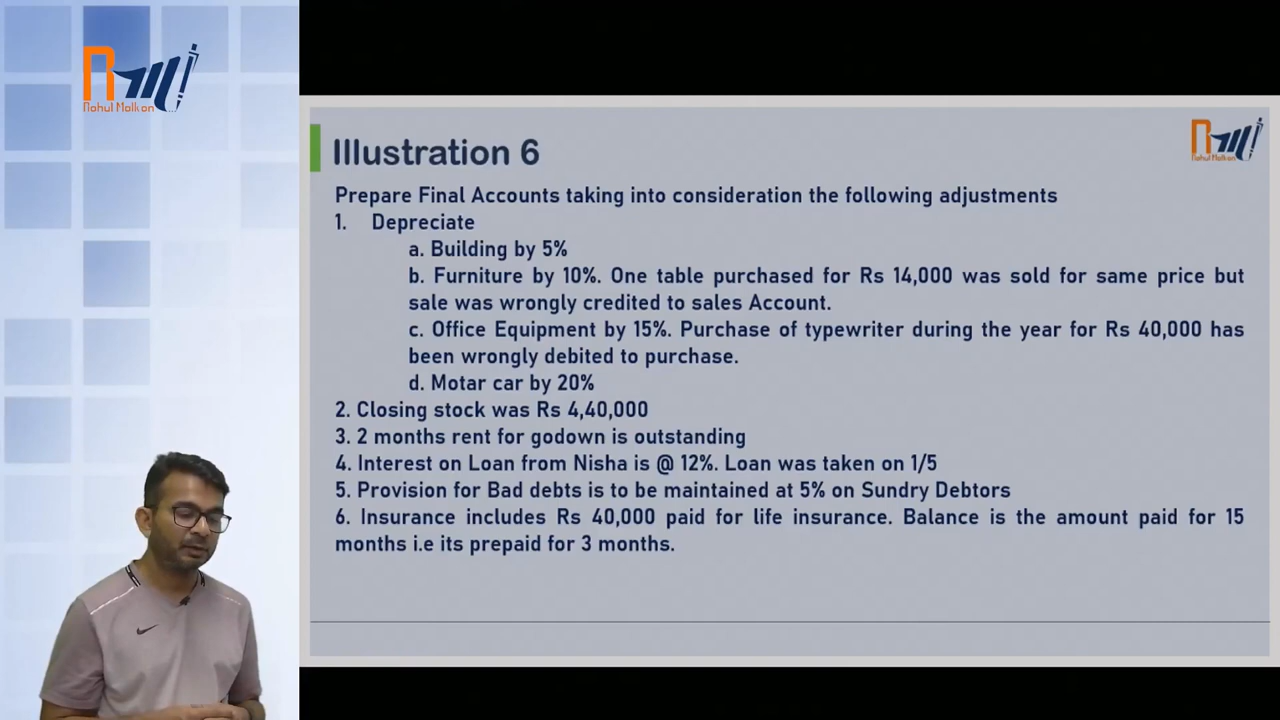 Rahul Malkan
Rahul Malkan
Illustration 6
Prepare Final Accounts taking into consideration the following adjustments
1. Depreciate
a. Building by 5%
b. Furniture by 10%. One table purchased for Rs 14,000 was sold for same price but
sale was wrongly credited to sales Account.
c. Office Equipment by 15%. Purchase of typewriter during the year for Rs 40,000 has
been wrongly debited to purchase.
d. Motar car by 20%
2. Closing stock was Rs 4,40,000
3. 2 months rent for godown is outstanding
4. Interest on Loan from Nisha is @ 12%. Loan was taken on 1/5
5. Provision for Bad debts is to be maintained at 5% on Sundry Debtors
6. Insurance includes Rs 40,000 paid for life insurance. Balance is the amount paid for 15
months i.e its prepaid for 3 months.